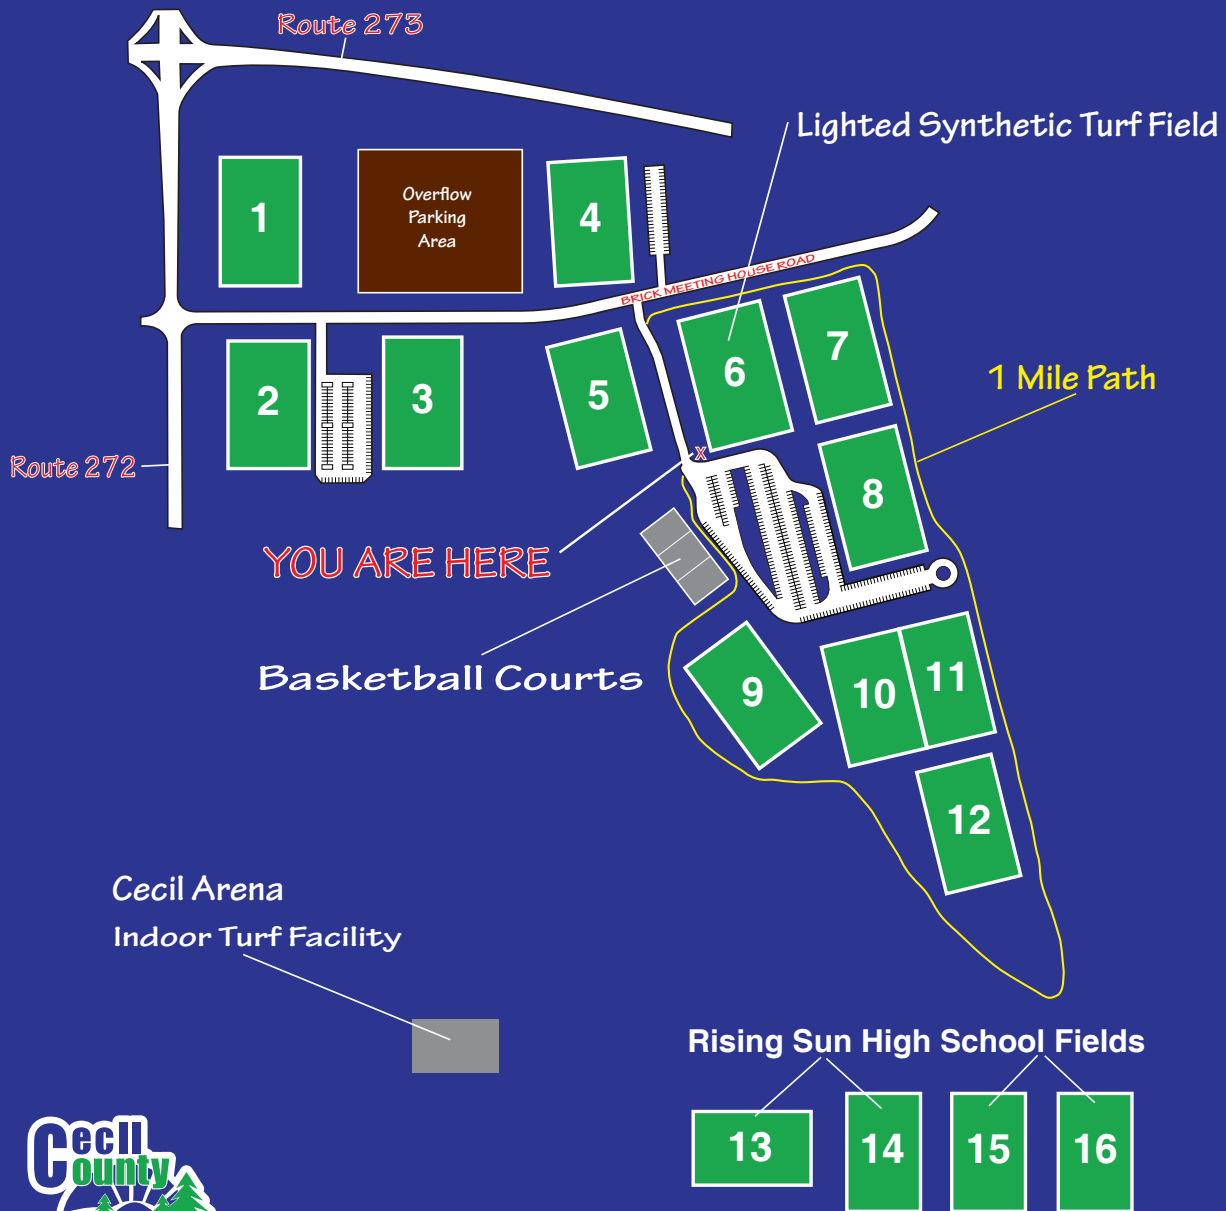 Route 273
Lighted Synthetic Turf Field
1
Overflow
Parking
Area
4
BRICK MEETING HOUSE ROAD
7
6
1 Mile Path
2
3
5
X
Route 272
8
YOU ARE HERE
Basketball Courts
9
10
11
12
Cecil Arena
Indoor Turf Facility
Rising Sun High School Fields
13
14
15
16
Cecil
County